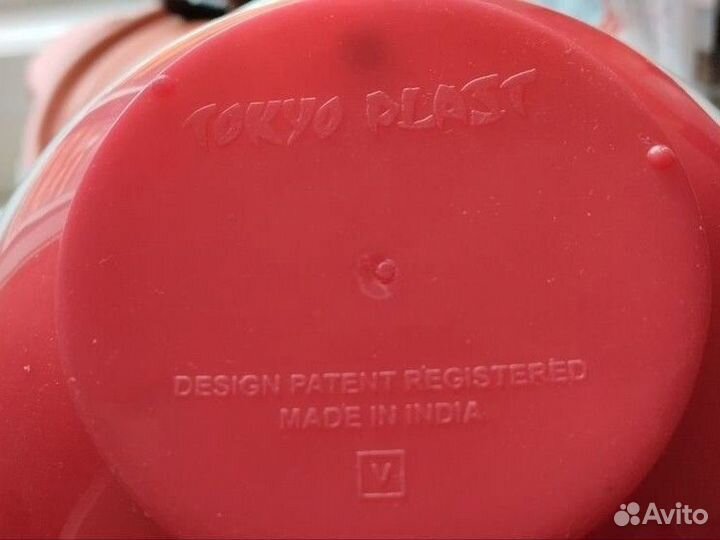 TOKYO PLAST
DESIGN PATENT REGISTERED
MADE IN INDIA
V
Avito